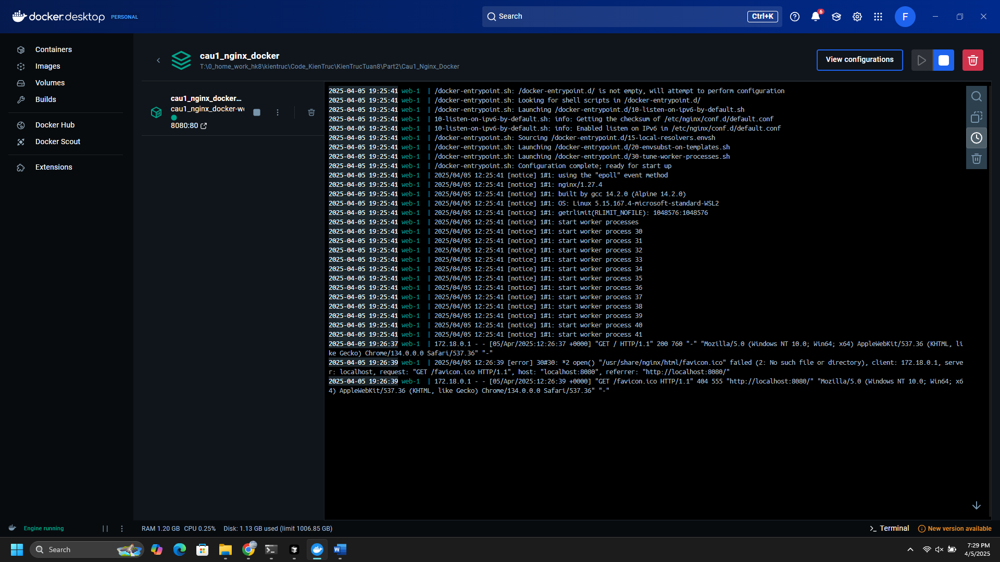 docker.desktop PERSONAL
Search Ctrl+K
6
F
Containers
Images
Volumes
Builds
Docker Hub
Docker Scout
Extensions
cau1_nginx_docker
T:\0_home_work_hk8\kientruc\Code_KienTruc\KienTrucTuan8\Part2\Cau1_Nginx_Docker
View configurations
cau1_nginx_docker...
cau1_nginx_docker-we
8080:80
2025-04-05 19:25:41 web-1 | /docker-entrypoint.sh: /docker-entrypoint.d/ is not empty, will attempt to perform configuration
2025-04-05 19:25:41 web-1 | /docker-entrypoint.sh: Looking for shell scripts in /docker-entrypoint.d/
2025-04-05 19:25:41 web-1 | /docker-entrypoint.sh: Launching /docker-entrypoint.d/10-listen-on-ipv6-by-default.sh
2025-04-05 19:25:41 web-1 | 10-listen-on-ipv6-by-default.sh: info: Getting the checksum of /etc/nginx/conf.d/default.conf
2025-04-05 19:25:41 web-1 | 10-listen-on-ipv6-by-default.sh: info: Enabled listen on IPv6 in /etc/nginx/conf.d/default.conf
2025-04-05 19:25:41 web-1 | /docker-entrypoint.sh: Sourcing /docker-entrypoint.d/15-local-resolvers.envsh
2025-04-05 19:25:41 web-1 | /docker-entrypoint.sh: Launching /docker-entrypoint.d/20-envsubst-on-templates.sh
2025-04-05 19:25:41 web-1 | /docker-entrypoint.sh: Launching /docker-entrypoint.d/30-tune-worker-processes.sh
2025-04-05 19:25:41 web-1 | /docker-entrypoint.sh: Configuration complete; ready for start up
2025-04-05 19:25:41 web-1 | 2025/04/05 12:25:41 [notice] 1#1: using the "epoll" event method
2025-04-05 19:25:41 web-1 | 2025/04/05 12:25:41 [notice] 1#1: nginx/1.27.4
2025-04-05 19:25:41 web-1 | 2025/04/05 12:25:41 [notice] 1#1: built by gcc 14.2.0 (Alpine 14.2.0)
2025-04-05 19:25:41 web-1 | 2025/04/05 12:25:41 [notice] 1#1: OS: Linux 5.15.167.4-microsoft-standard-WSL2
2025-04-05 19:25:41 web-1 | 2025/04/05 12:25:41 [notice] 1#1: getrlimit(RLIMIT_NOFILE): 1048576:1048576
2025-04-05 19:25:41 web-1 | 2025/04/05 12:25:41 [notice] 1#1: start worker processes
2025-04-05 19:25:41 web-1 | 2025/04/05 12:25:41 [notice] 1#1: start worker process 30
2025-04-05 19:25:41 web-1 | 2025/04/05 12:25:41 [notice] 1#1: start worker process 31
2025-04-05 19:25:41 web-1 | 2025/04/05 12:25:41 [notice] 1#1: start worker process 32
2025-04-05 19:25:41 web-1 | 2025/04/05 12:25:41 [notice] 1#1: start worker process 33
2025-04-05 19:25:41 web-1 | 2025/04/05 12:25:41 [notice] 1#1: start worker process 34
2025-04-05 19:25:41 web-1 | 2025/04/05 12:25:41 [notice] 1#1: start worker process 35
2025-04-05 19:25:41 web-1 | 2025/04/05 12:25:41 [notice] 1#1: start worker process 36
2025-04-05 19:25:41 web-1 | 2025/04/05 12:25:41 [notice] 1#1: start worker process 37
2025-04-05 19:25:41 web-1 | 2025/04/05 12:25:41 [notice] 1#1: start worker process 38
2025-04-05 19:25:41 web-1 | 2025/04/05 12:25:41 [notice] 1#1: start worker process 39
2025-04-05 19:25:41 web-1 | 2025/04/05 12:25:41 [notice] 1#1: start worker process 40
2025-04-05 19:25:41 web-1 | 2025/04/05 12:25:41 [notice] 1#1: start worker process 41
2025-04-05 19:26:37 web-1 | 172.18.0.1 - - [05/Apr/2025:12:26:37 +0000] "GET / HTTP/1.1" 200 760 "-" "Mozilla/5.0 (Windows NT 10.0; Win64; x64) AppleWebKit/537.36 (KHTML, li
ke Gecko) Chrome/134.0.0.0 Safari/537.36" "-"
2025-04-05 19:26:39 web-1 | 2025/04/05 12:26:39 [error] 30#30: *2 open() "/usr/share/nginx/html/favicon.ico" failed (2: No such file or directory), client: 172.18.0.1, serve
r: localhost, request: "GET /favicon.ico HTTP/1.1", host: "localhost:8080", referrer: "http://localhost:8080/"
2025-04-05 19:26:39 web-1 | 172.18.0.1 - - [05/Apr/2025:12:26:39 +0000] "GET /favicon.ico HTTP/1.1" 404 555 "http://localhost:8080/" "Mozilla/5.0 (Windows NT 10.0; Win64; x6
4) AppleWebKit/537.36 (KHTML, like Gecko) Chrome/134.0.0.0 Safari/537.36" "-"
Engine running
RAM 1.20 GB CPU 0.25% Disk: 1.13 GB used (limit 1006.85 GB)
>_ Terminal
New version available
Search
7:29 PM
4/5/2025